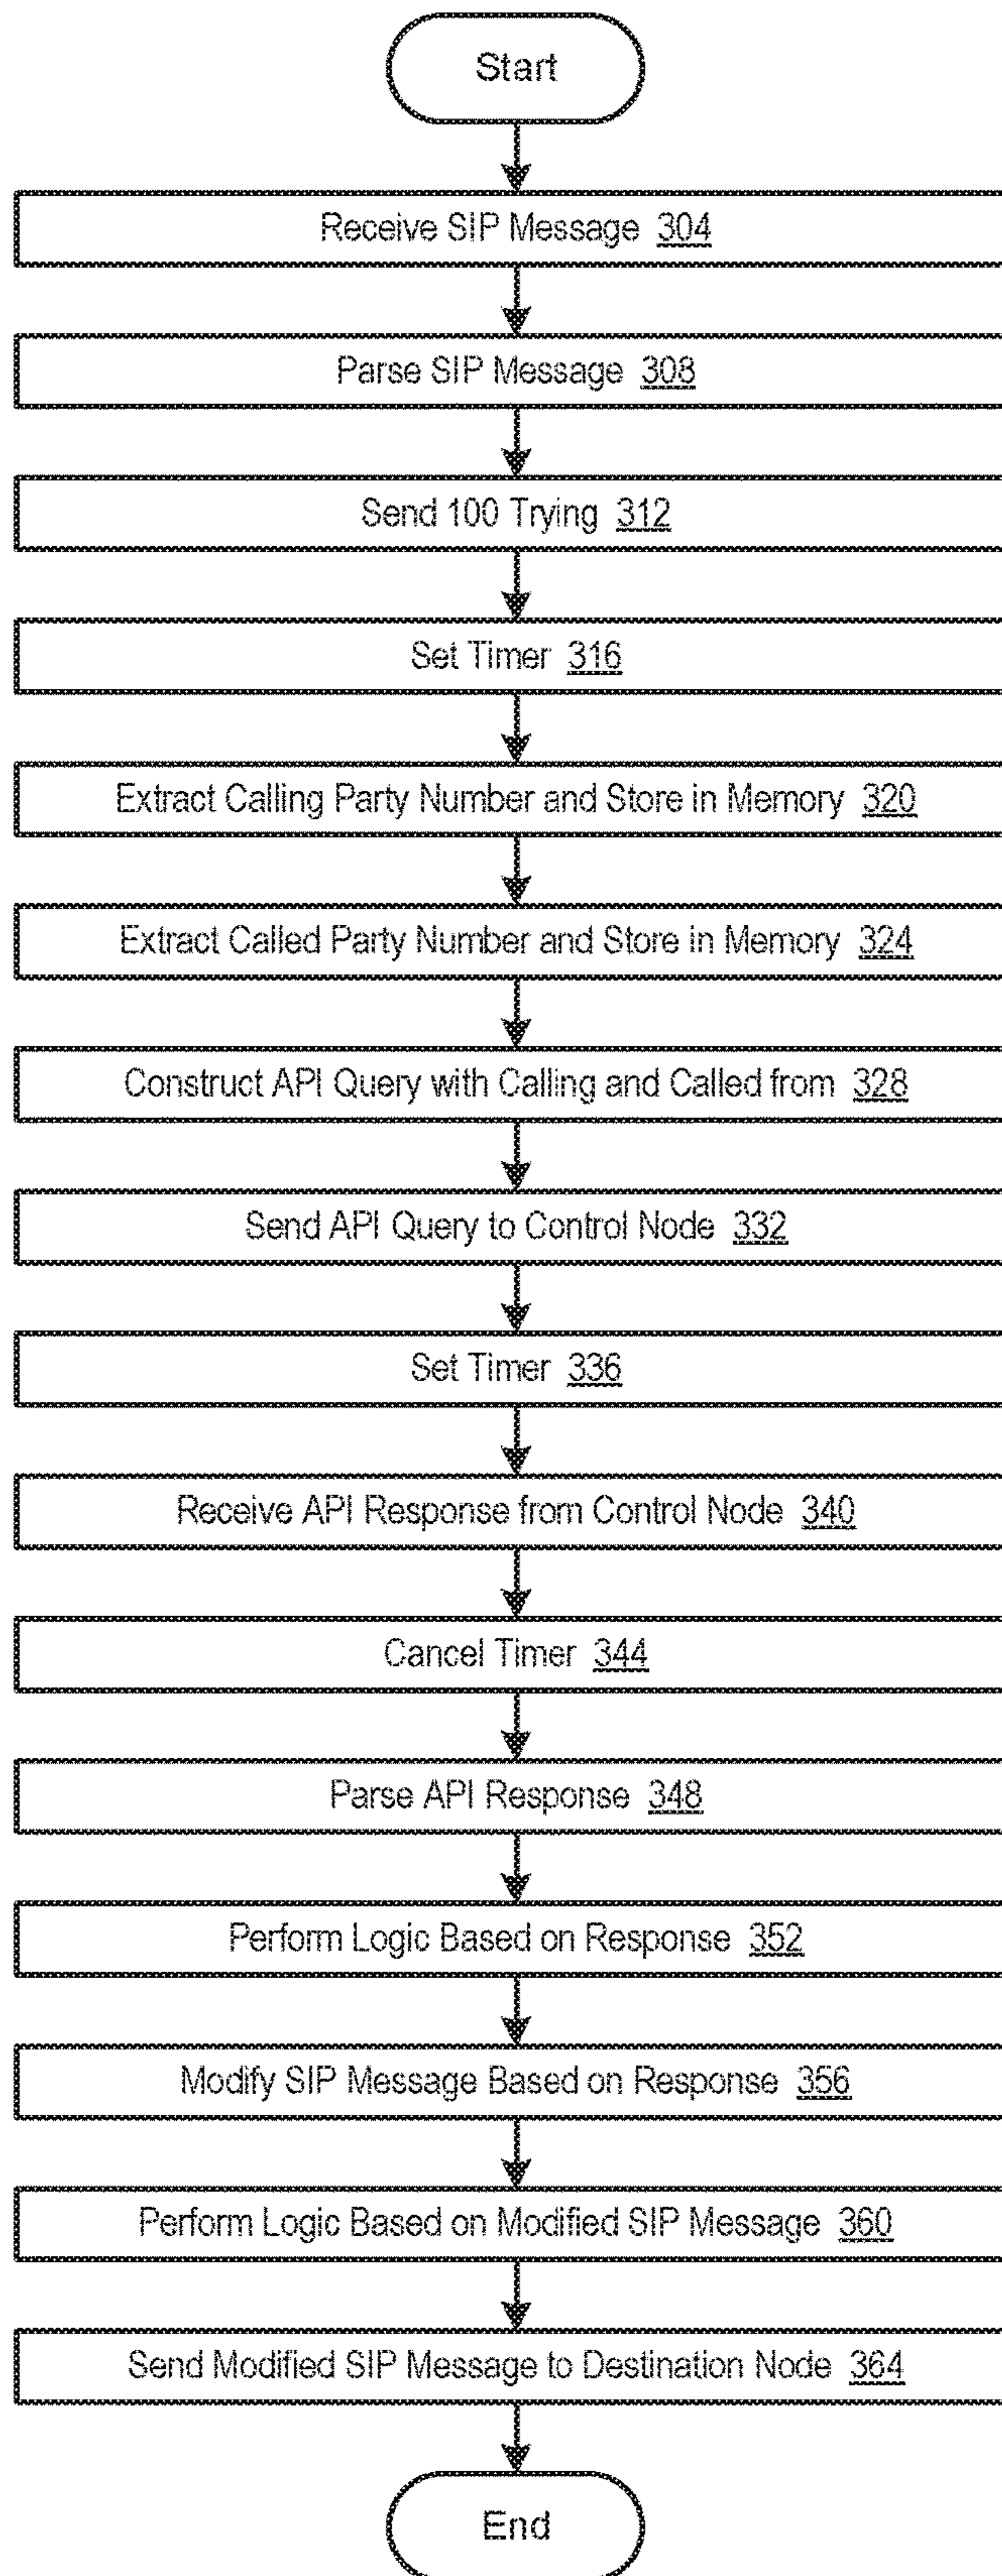 Start
Receive SIP Message 304
Parse SIP Message 308
Send 100 Trying 312
Set Timer 316
Extract Calling Party Number and Store in Memory 320
Extract Called Party Number and Store in Memory 324
Construct API Query with Calling and Called from 328
Send API Query to Control Node 332
Set Timer 336
Receive API Response from Control Node 340
Cancel Timer 344
Parse API Response 348
Perform Logic Based on Response 352
Modify SIP Message Based on Response 356
Perform Logic Based on Modified SIP Message 360
Send Modified SIP Message to Destination Node 364
End